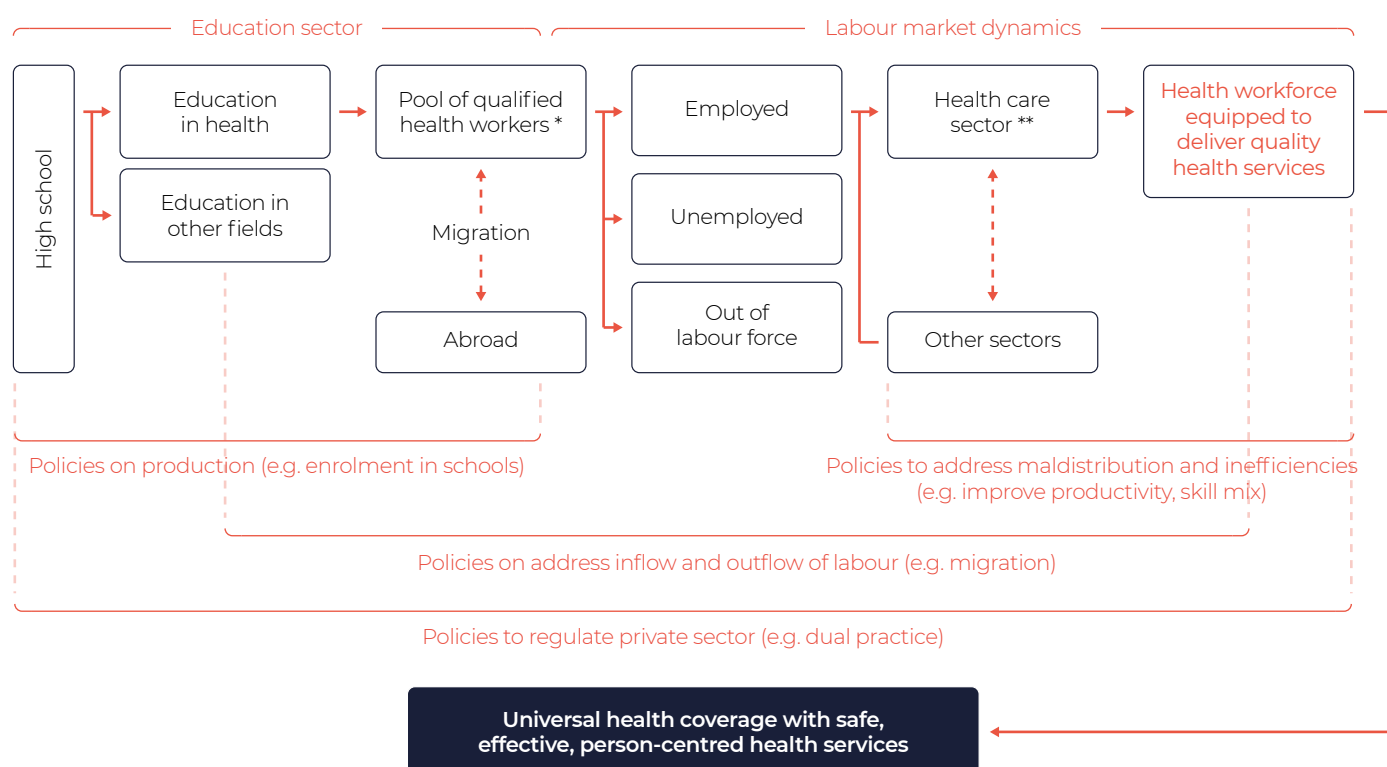 Education sector
Labour market dynamics
High school
Education
in health
Education in
other fields
Pool of qualified
health workers *
Migration
Abroad
Employed
Unemployed
Out of
labour force
Health care
sector **
Other sectors
Health workforce
equipped to
deliver quality
health services
Policies on production (e.g. enrolment in schools)
Policies to address maldistribution and inefficiencies
(e.g. improve productivity, skill mix)
Policies on address inflow and outflow of labour (e.g. migration)
Policies to regulate private sector (e.g. dual practice)
Universal health coverage with safe,
effective, person-centred health services